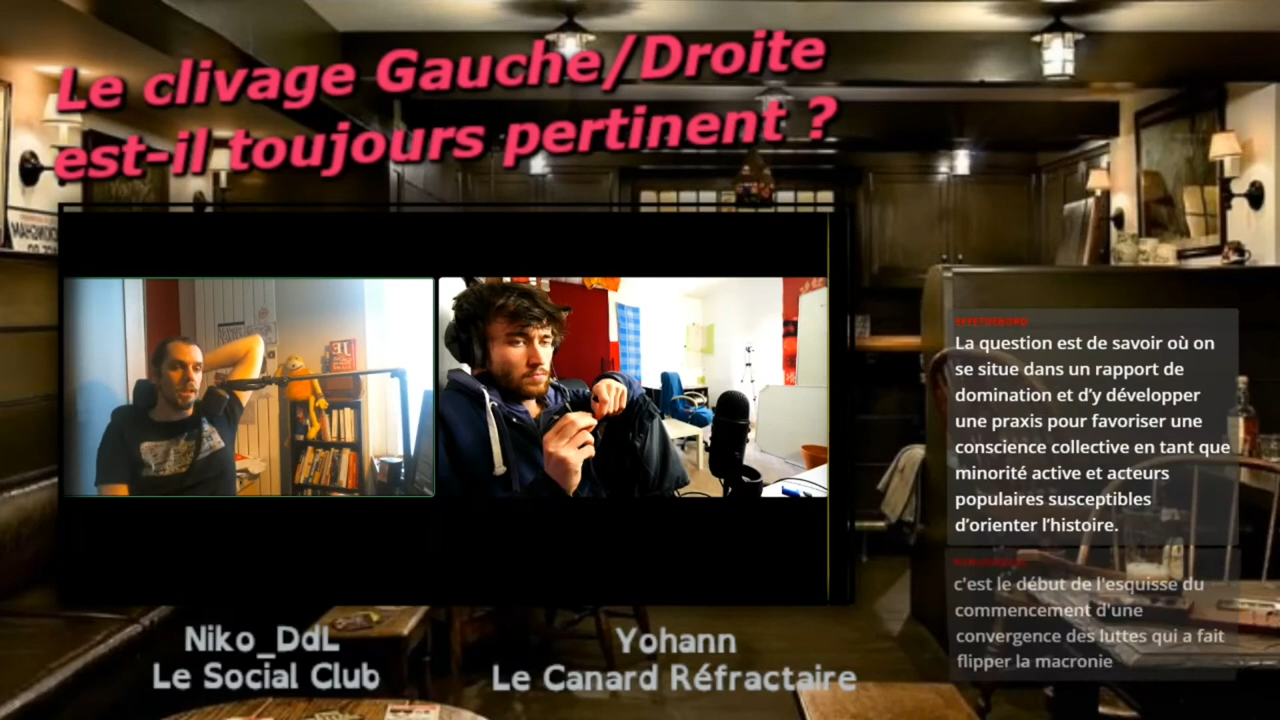 Le clivage Gauche/Droite
est-il toujours pertinent ?
La question est de savoir où on
se situe dans un rapport de
domination et d'y développer
une praxis pour favoriser une
conscience collective en tant que
minorité active et acteurs
populaires susceptibles
d'orienter l'histoire.
c'est le début de l'esquisse du
commencement d'une
convergence des luttes qui a fait
flipper la macronie
Niko_DdL
Le Social Club
Yohann
Le Canard Réfractaire